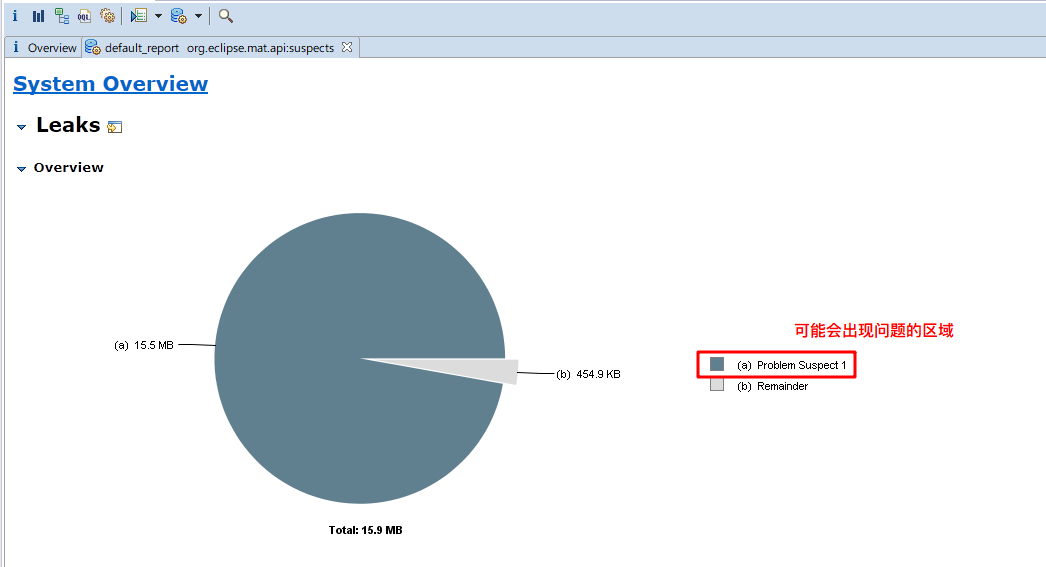 i OQL
i Overview default_report org.eclipse.mat.api:suspects
System Overview
Leaks
Overview
可能会出现问题的区域
(a) 15.5 MB
(a) Problem Suspect 1
(b) 454.9 KB
(b) Remainder
Total: 15.9 MB